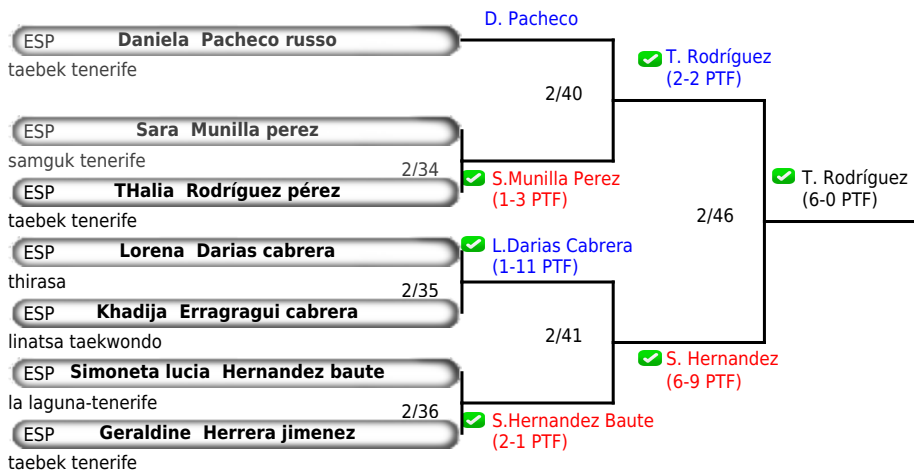 D. Pacheco
ESP Daniela Pacheco russo
taebek tenerife
T. Rodríguez
(2-2 PTF)
2/40
ESP Sara Munilla perez
samguk tenerife
2/34
S.Munilla Perez
(1-3 PTF)
ESP THalia Rodríguez pérez
taebek tenerife
T. Rodríguez
(6-0 PTF)
2/46
ESP Lorena Darias cabrera
thirasa
L.Darias Cabrera
(1-11 PTF)
2/35
ESP Khadija Erragragui cabrera
linatsa taekwondo
2/41
S. Hernandez
(6-9 PTF)
ESP Simoneta lucia Hernandez baute
la laguna-tenerife
2/36
S.Hernandez Baute
(2-1 PTF)
ESP Geraldine Herrera jimenez
taebek tenerife